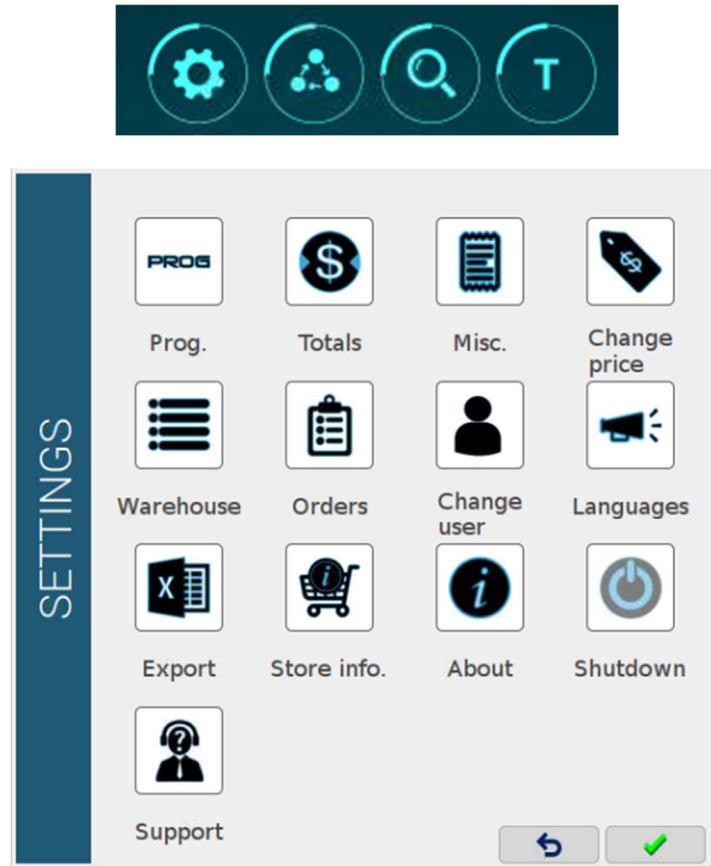 T
PROG
$
$
Prog.
Totals
Misc.
Change
price
SETTINGS
Warehouse
Orders
Change
user
Languages
X
i
i
Export
Store info.
About
Shutdown
?
Support